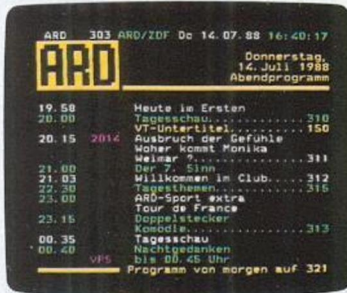 ARD 303 ARD/ZDF Do 14.07.88 16:40:17
ARD
Donnerstag,
14.Juli 1988
Abendprogramm
19.58 Heute im Ersten
20.00 Tagesschau............310
VT-Untertitel.........150
20.15 2014 Ausbruch der Gefühle
Woher kommt Monika
Weimar ?..............311
21.00 Der 7. Sinn
21.03 Willkommen im Club....312
22.30 Tagesthemen...........315
23.00 ARD-Sport extra
Tour de France
23.15 Doppelstecker
Komödie...............313
00.35 Tagesschau
00.40 Nachtgedanken
VPS bis 00.45 Uhr
Programm von morgen auf 321